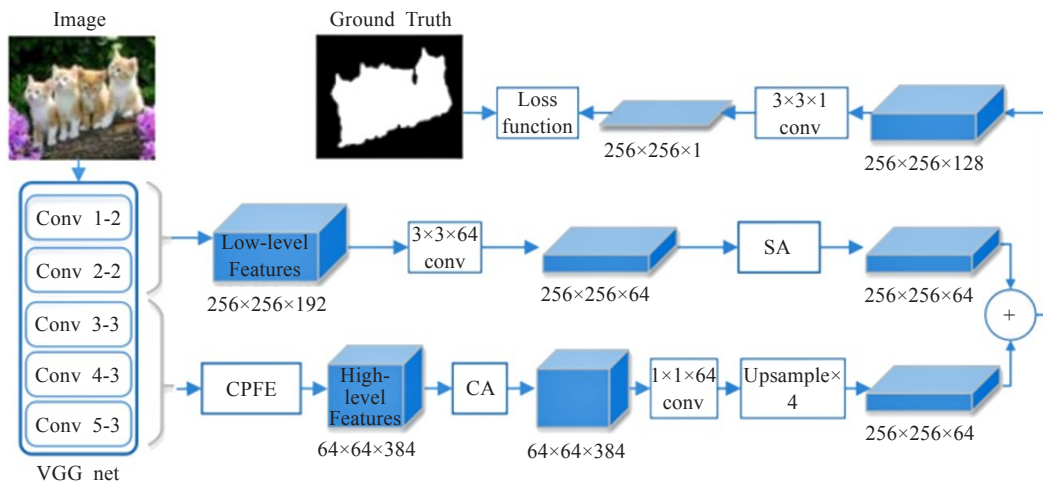 Image
Ground Truth
Loss
function
256×256×1
3×3×1
conv
256×256×128
Conv 1-2
Conv 2-2
Conv 3-3
Conv 4-3
Conv 5-3
VGG net
Low-level
Features
256×256×192
3×3×64
conv
256×256×64
SA
256×256×64
+
CPFE
High-
level
Features
64×64×384
CA
64×64×384
1×1×64
conv
Upsample×
4
256×256×64